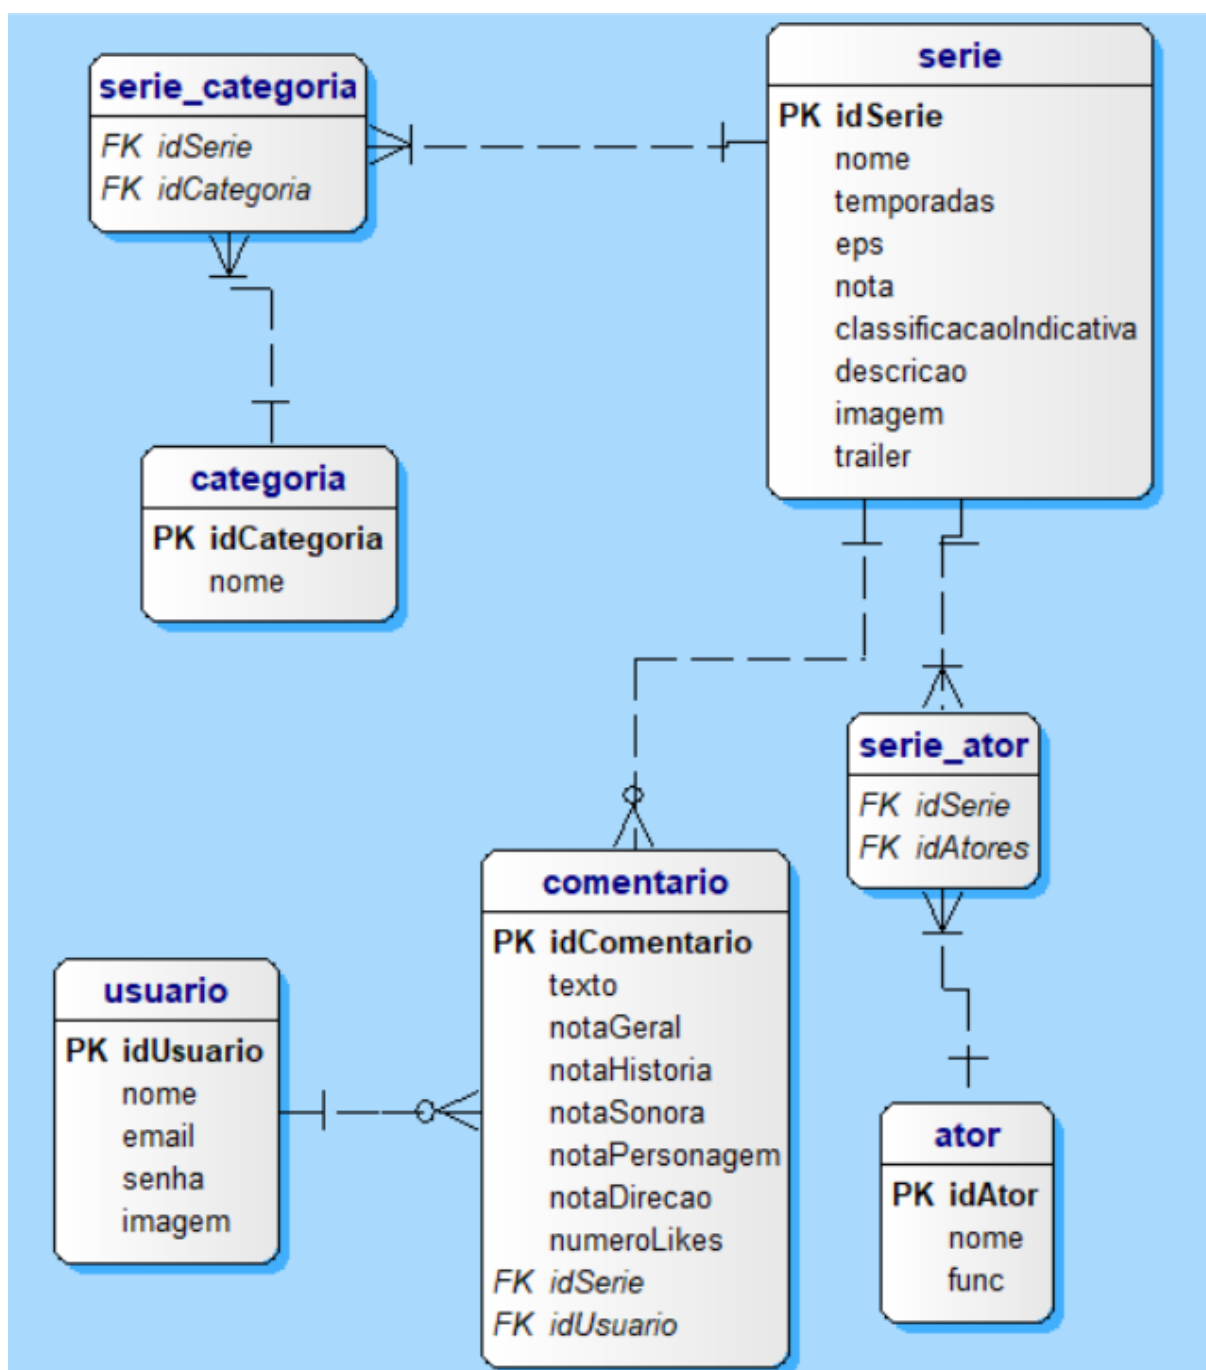 serie_categoria
FK idSerie
FK idCategoria
serie
PK idSerie
nome
temporadas
eps
nota
classificacaoIndicativa
descricao
imagem
trailer
categoria
PK idCategoria
nome
serie_ator
FK idSerie
FK idAtores
comentario
PK idComentario
texto
notaGeral
notaHistoria
notaSonora
notaPersonagem
notaDirecao
numeroLikes
FK idSerie
FK idUsuario
usuario
PK idUsuario
nome
email
senha
imagem
ator
PK idAtor
nome
func